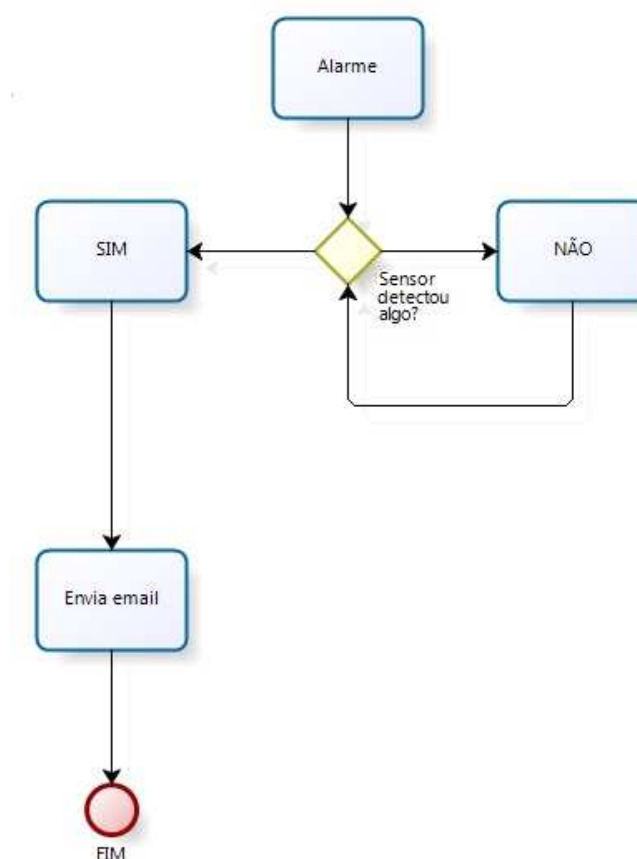 Alarme
SIM
NÃO
Sensor
detectou
algo?
Envia email
FIM